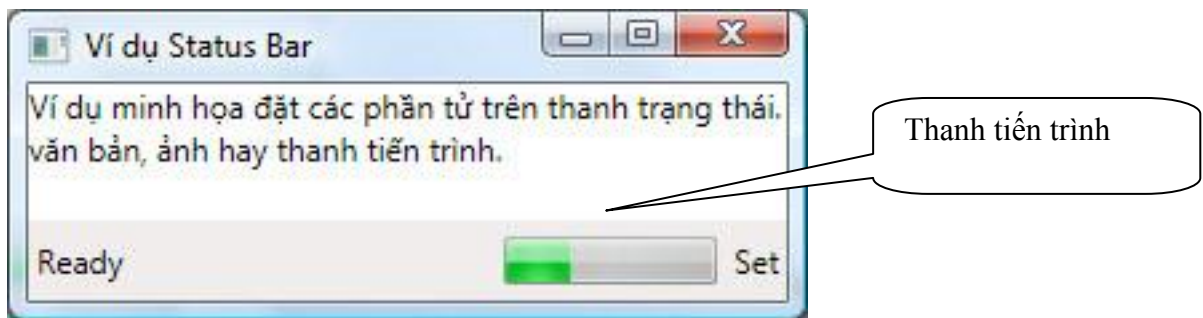 Ví dụ Status Bar
Ví dụ minh họa đặt các phần tử trên thanh trạng thái.
văn bản, ảnh hay thanh tiến trình.
Thanh tiến trình
Ready
Set